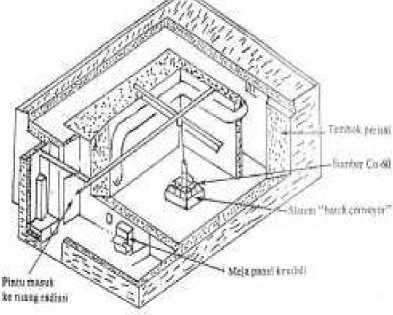 Tembok perisai
Sumber Co-60
Sistem "batch conveyor"
Meja panel kendali
Pintu masuk
ke ruang radiasi